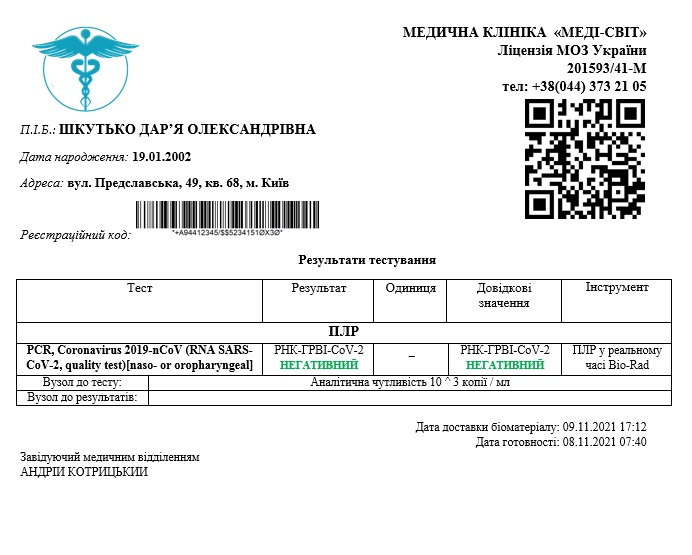 МЕДИЧНА КЛІНІКА «МЕДІ-СВІТ»
Ліцензія МОЗ України
201593/41-М
тел: +38(044) 373 21 05
П.І.Б.: ШКУТЬКО ДАР’Я ОЛЕКСАНДРІВНА
Дата народження: 19.01.2002
Адреса: вул. Предславська, 49, кв. 68, м. Київ
Реєстраційний код:
*+A94412345/$$52341510X30*
Результати тестування
Тест Результат Одиниця Довідкові Інструмент
значення
ПЛР
PCR, Coronavirus 2019-nCoV (RNA SARS- РНК-ГРВІ-CoV-2 _ РНК-ГРВІ-CoV-2 ПЛР у реальному
CoV-2, quality test)[naso- or oropharyngeal] НЕГАТИВНИЙ НЕГАТИВНИЙ часі Bio-Rad
Вузол до тесту: Аналітична чутливість 10 ^ 3 копії / мл
Вузол до результатів:
Дата доставки біоматеріалу: 09.11.2021 17:12
Дата готовності: 08.11.2021 07:40
Завідуючий медичним відділенням
АНДРІИ КОТРИЦЬКИИ